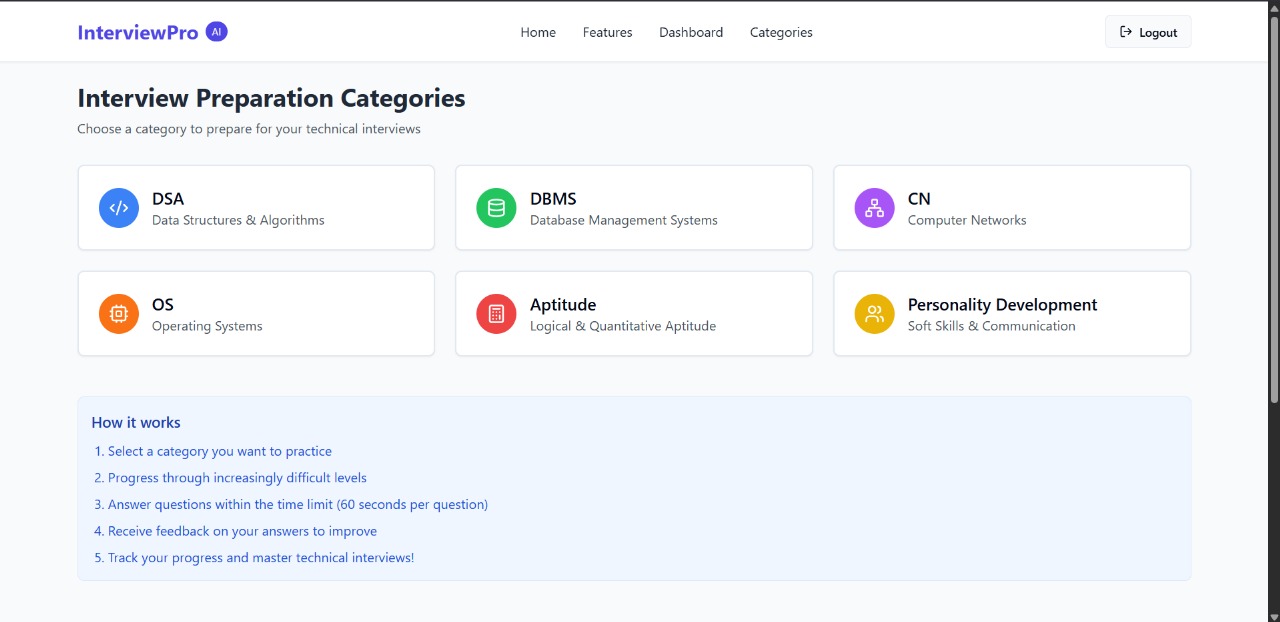 InterviewPro AI
Home Features Dashboard Categories
Logout
Interview Preparation Categories
Choose a category to prepare for your technical interviews
DSA
Data Structures & Algorithms
DBMS
Database Management Systems
CN
Computer Networks
OS
Operating Systems
Aptitude
Logical & Quantitative Aptitude
Personality Development
Soft Skills & Communication
How it works
1. Select a category you want to practice
2. Progress through increasingly difficult levels
3. Answer questions within the time limit (60 seconds per question)
4. Receive feedback on your answers to improve
5. Track your progress and master technical interviews!